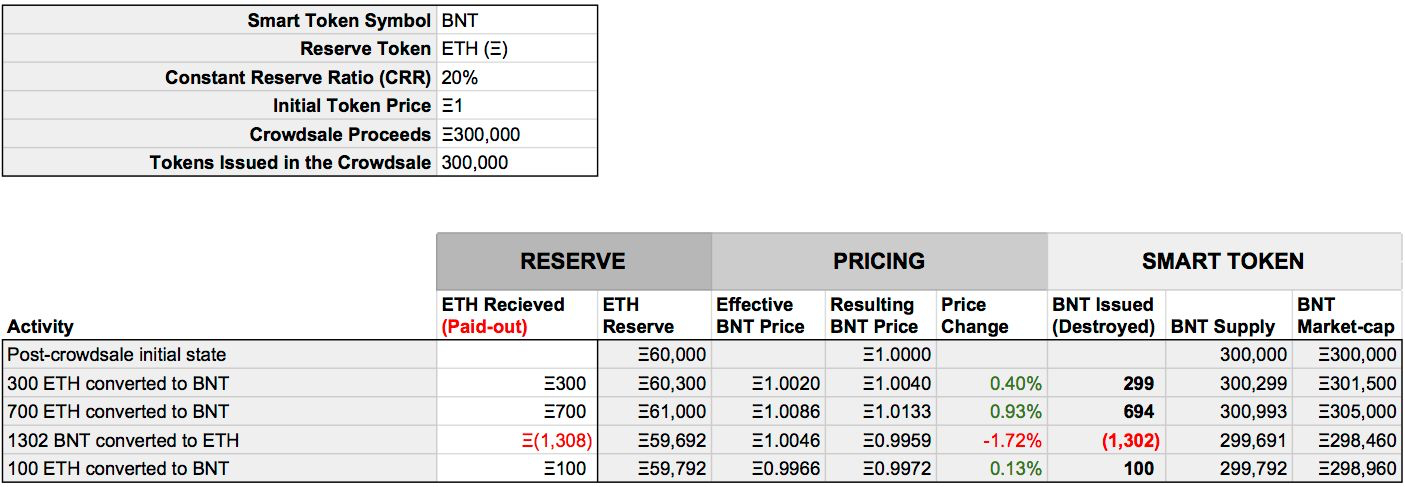 Smart Token Symbol BNT
Reserve Token ETH (Ξ)
Constant Reserve Ratio (CRR) 20%
Initial Token Price Ξ1
Crowdsale Proceeds Ξ300,000
Tokens Issued in the Crowdsale 300,000
RESERVE PRICING SMART TOKEN
ETH Recieved ETH Effective Resulting Price BNT Issued BNT
Activity (Paid-out) Reserve BNT Price BNT Price Change (Destroyed) BNT Supply Market-cap
Post-crowdsale initial state Ξ60,000 Ξ1.0000 300,000 Ξ300,000
300 ETH converted to BNT Ξ300 Ξ60,300 Ξ1.0020 Ξ1.0040 0.40% 299 300,299 Ξ301,500
700 ETH converted to BNT Ξ700 Ξ61,000 Ξ1.0086 Ξ1.0133 0.93% 694 300,993 Ξ305,000
1302 BNT converted to ETH Ξ(1,308) Ξ59,692 Ξ1.0046 Ξ0.9959 -1.72% (1,302) 299,691 Ξ298,460
100 ETH converted to BNT Ξ100 Ξ59,792 Ξ0.9966 Ξ0.9972 0.13% 100 299,792 Ξ298,960